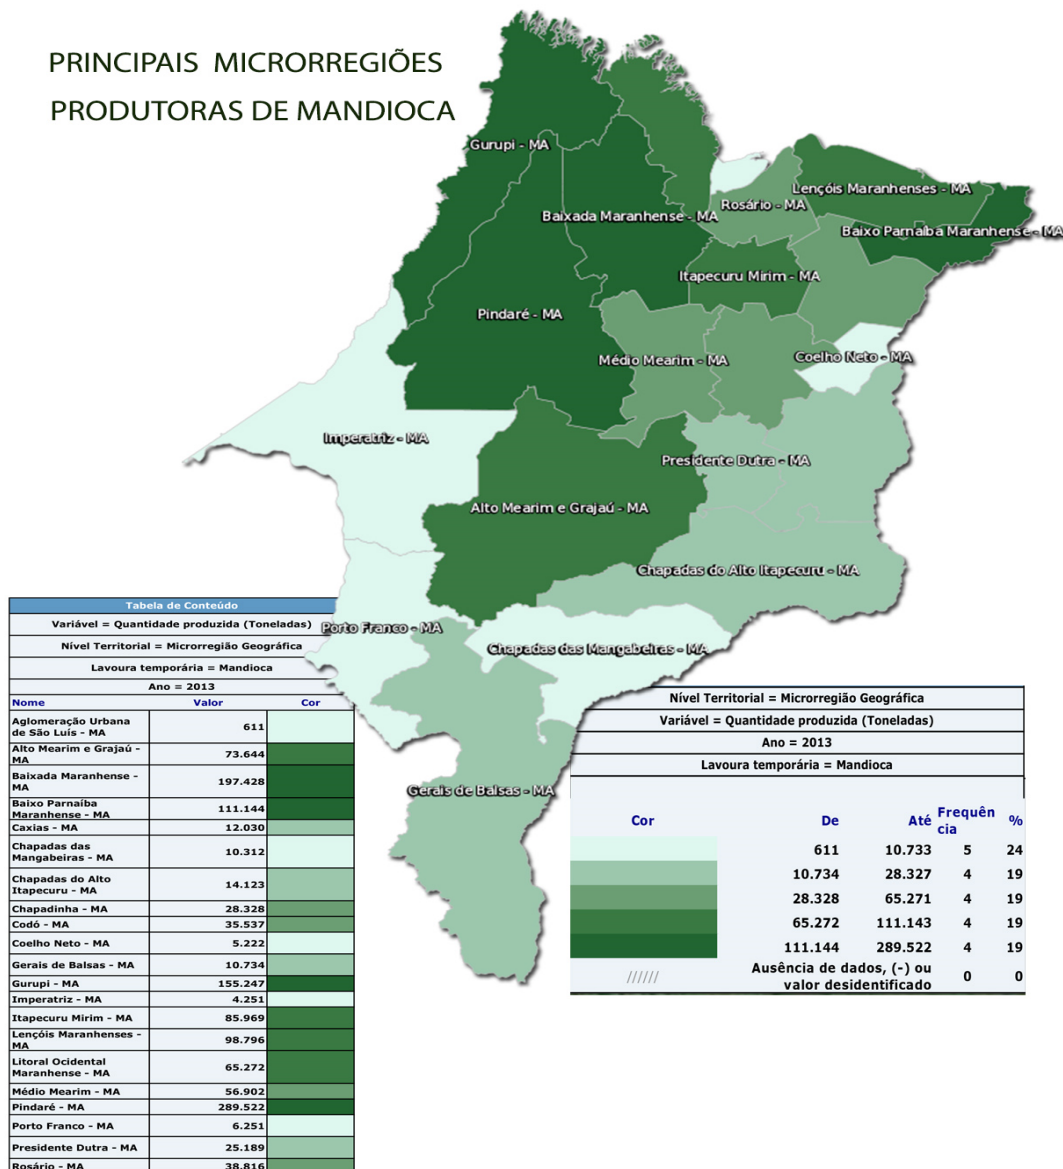 PRINCIPAIS MICRORREGIÕES
PRODUTORAS DE MANDIOCA
Gurupi - MA
Lençóis Maranhenses - MA
Rosário - MA
Baixada Maranhense - MA
Baixo Parnaíba Maranhense - MA
Itapecuru Mirim - MA
Pindaré - MA
Coelho Neto - MA
Médio Mearim - MA
Imperatriz - MA
Presidente Dutra - MA
Alto Mearim e Grajaú - MA
Chapadas do Alto Itapecuru - MA
Porto Franco - MA
Chapadas das Mangabeiras - MA
Gerais de Balsas - MA
Tabela de Conteúdo
Variável = Quantidade produzida (Toneladas)
Nível Territorial = Microrregião Geográfica
Lavoura temporária = Mandioca
Ano = 2013
Nome Valor Cor
Aglomeração Urbana
de São Luís - MA 611
Alto Mearim e Grajaú -
MA 73.644
Baixada Maranhense -
MA 197.428
Baixo Parnaíba
Maranhense - MA 111.144
Caxias - MA 12.030
Chapadas das
Mangabeiras - MA 10.312
Chapadas do Alto
Itapecuru - MA 14.123
Chapadinha - MA 28.328
Codó - MA 35.537
Coelho Neto - MA 5.222
Gerais de Balsas - MA 10.734
Gurupi - MA 155.247
Imperatriz - MA 4.251
Itapecuru Mirim - MA 85.969
Lençóis Maranhenses -
MA 98.796
Litoral Ocidental
Maranhense - MA 65.272
Médio Mearim - MA 56.902
Pindaré - MA 289.522
Porto Franco - MA 6.251
Presidente Dutra - MA 25.189
Rosário - MA 38.816
Nível Territorial = Microrregião Geográfica
Variável = Quantidade produzida (Toneladas)
Ano = 2013
Lavoura temporária = Mandioca
Cor De Até Frequên
cia %
611 10.733 5 24
10.734 28.327 4 19
28.328 65.271 4 19
65.272 111.143 4 19
111.144 289.522 4 19
////// Ausência de dados, (-) ou
valor desidentificado 0 0